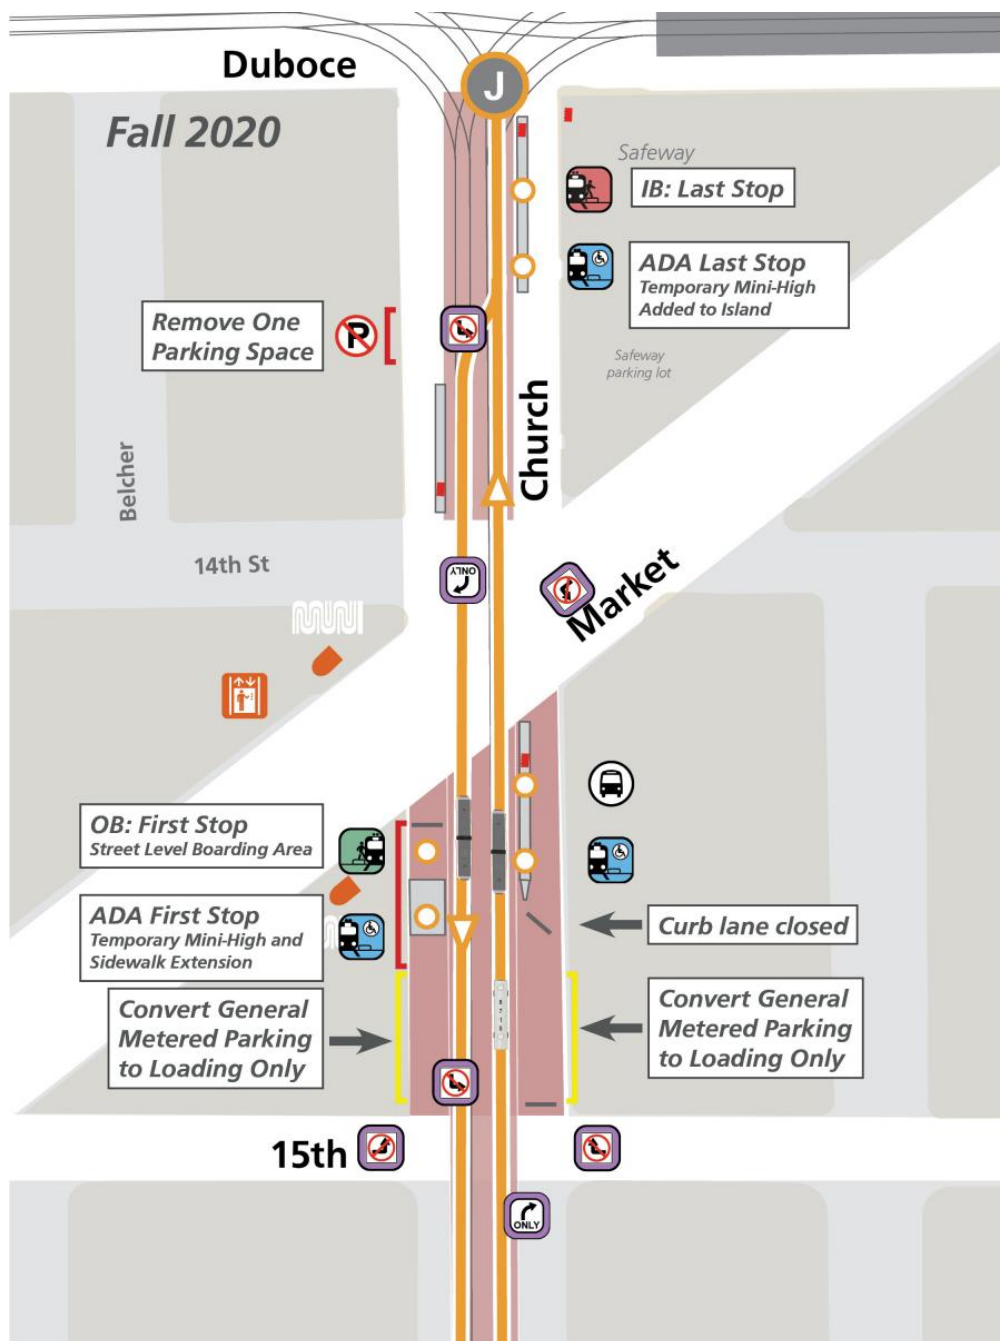 Duboce
J
Fall 2020
Safeway
IB: Last Stop
ADA Last Stop
Temporary Mini-High
Added to Island
Remove One
Parking Space
P
Safeway
parking lot
Church
Belcher
14th St
ONLY
Market
MUNI
OB: First Stop
Street Level Boarding Area
ADA First Stop
Temporary Mini-High and
Sidewalk Extension
Curb lane closed
Convert General
Metered Parking
to Loading Only
Convert General
Metered Parking
to Loading Only
15th
ONLY